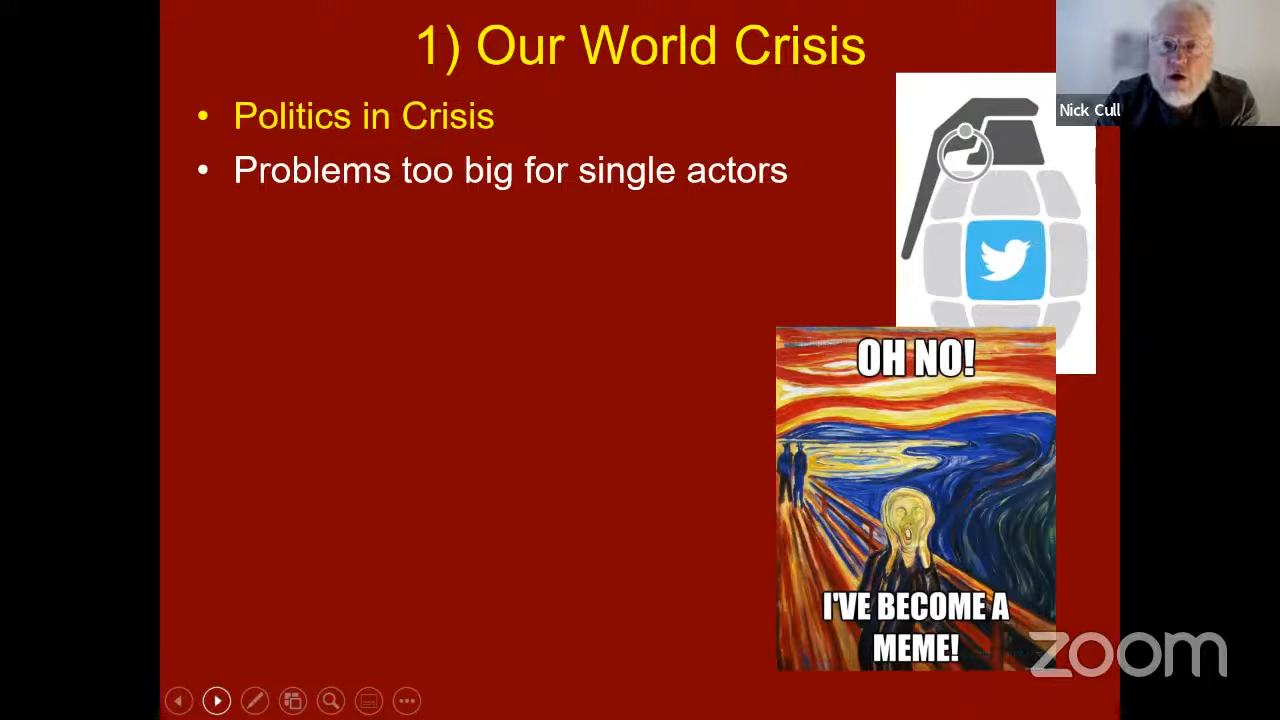 1) Our World Crisis
• Politics in Crisis
• Problems too big for single actors
Nick Cull
OH NO!
I'VE BECOME A
MEME!
zoom